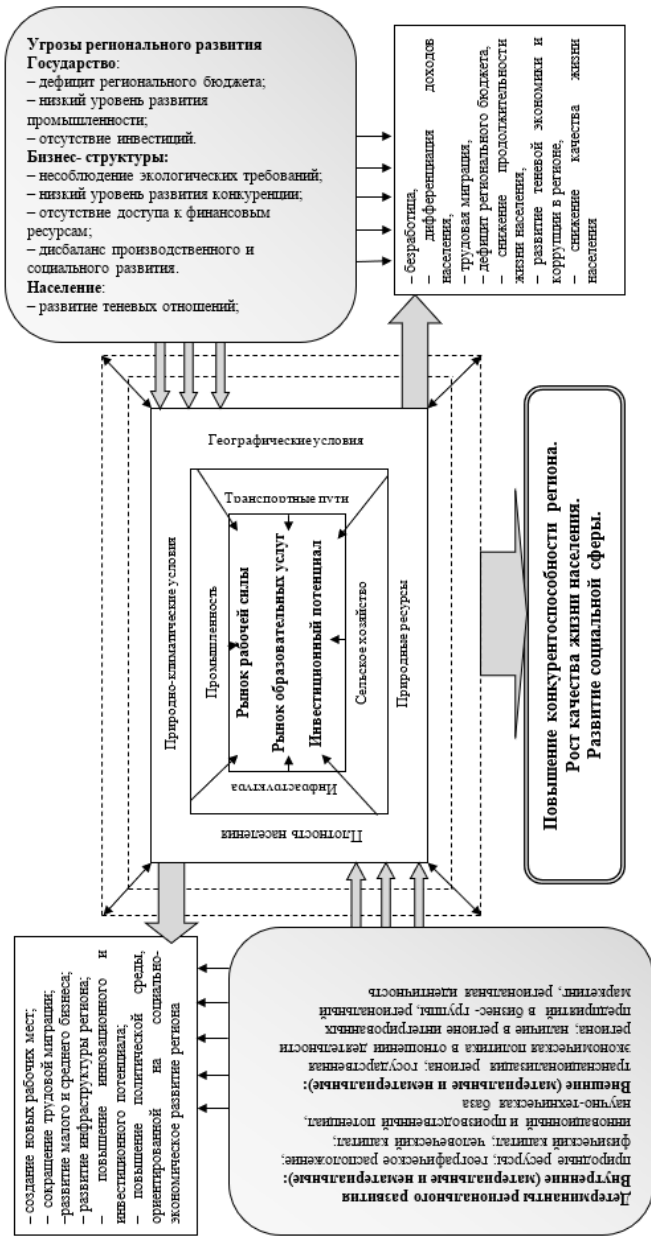 Угрозы регионального развития
Государство:
– дефицит регионального бюджета;
– низкий уровень развития
промышленности;
– отсутствие инвестиций.
Бизнес- структуры:
– несоблюдение экологических требований;
– низкий уровень развития конкуренции;
– отсутствие доступа к финансовым
ресурсам;
– дисбаланс производственного и
социального развития.
Население:
– развитие теневых отношений;
– безработица,
– дифференциация доходов
населения,
– трудовая миграция,
– дефицит регионального бюджета,
– снижение продолжительности
жизни населения,
– развитие теневой экономики и
коррупции в регионе,
– снижение качества жизни
населения
Географические условия
Транспортные пути
Природно-климатические условия
Промышленность
Рынок рабочей силы
Рынок образовательных услуг
Инвестиционный потенциал
Сельское хозяйство
Природные ресурсы
Инфраструктура
Плотность населения
Повышение конкурентоспособности региона.
Рост качества жизни населения.
Развитие социальной сферы.
– создание новых рабочих мест;
– сокращение трудовой миграции;
–развитие малого и среднего бизнеса;
– развитие инфраструктуры региона;
– повышение инновационного и
инвестиционного потенциала;
– повышение политической среды,
ориентированной на социально-
экономическое развитие региона
Детерминанты регионального развития
Внутренние (материальные и нематериальные):
природные ресурсы; географическое расположение;
физический капитал; человеческий капитал;
инновационный и производственный потенциал,
научно-техническая база
Внешние (материальные и нематериальные):
транснационализация региона; государственная
экономическая политика в отношении деятельности
региона; наличие в регионе интегрированных
предприятий в бизнес- группы, региональный
маркетинг, региональная идентичность